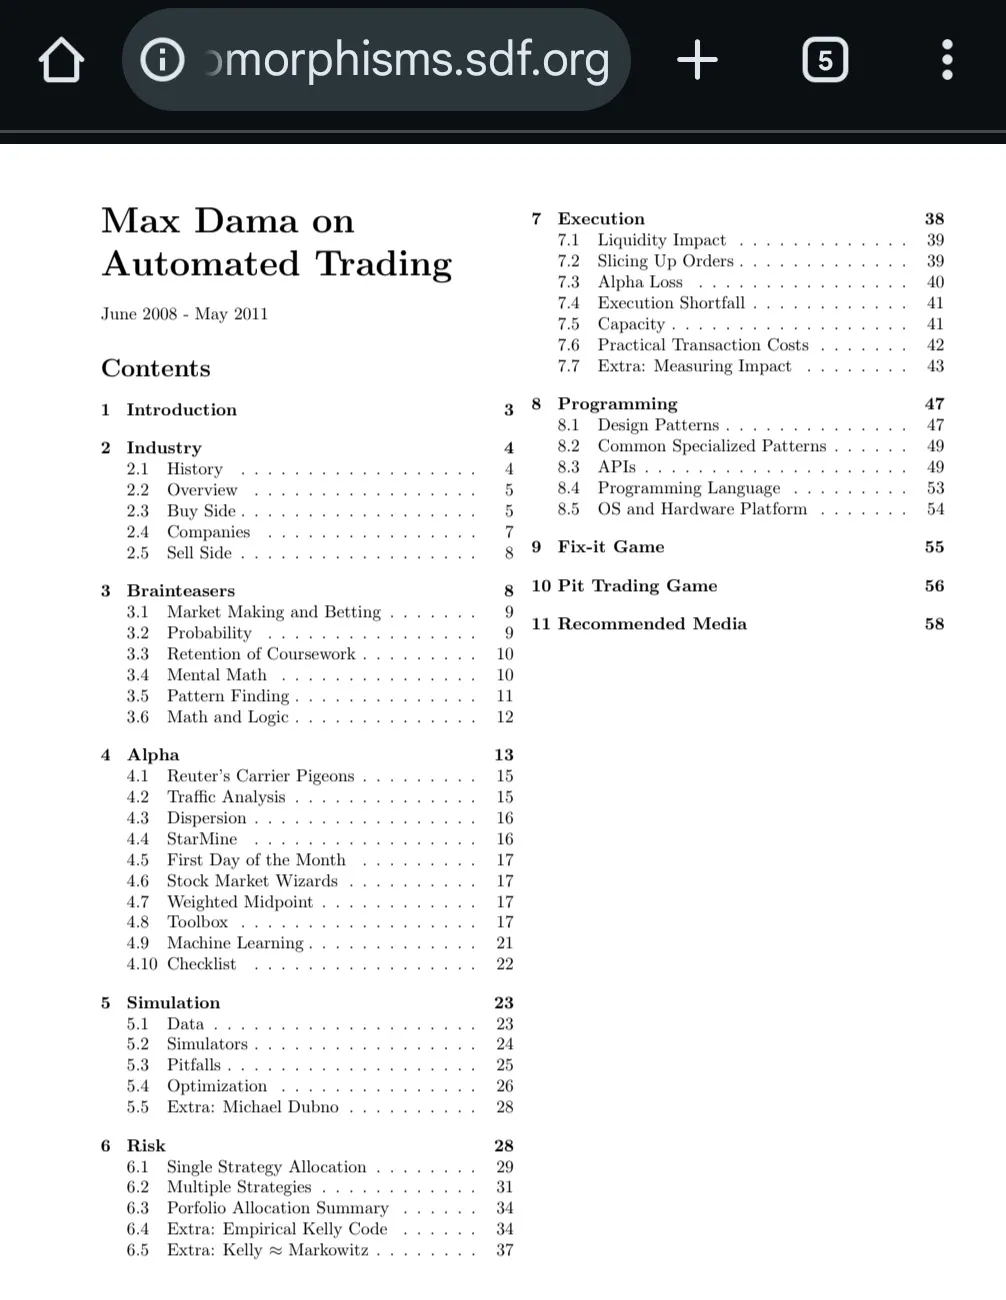 omorphisms.sdf.org
5
Max Dama on
Automated Trading
June 2008 - May 2011
Contents
1 Introduction 3
2 Industry 4
2.1 History . . . . . . . . . . . . . . . . . . 4
2.2 Overview . . . . . . . . . . . . . . . . . 5
2.3 Buy Side . . . . . . . . . . . . . . . . . . 5
2.4 Companies . . . . . . . . . . . . . . . . 7
2.5 Sell Side . . . . . . . . . . . . . . . . . . 8
3 Brainteasers 8
3.1 Market Making and Betting . . . . . . . 9
3.2 Probability . . . . . . . . . . . . . . . . 9
3.3 Retention of Coursework . . . . . . . . . 10
3.4 Mental Math . . . . . . . . . . . . . . . 10
3.5 Pattern Finding . . . . . . . . . . . . . . 11
3.6 Math and Logic . . . . . . . . . . . . . . 12
4 Alpha 13
4.1 Reuter's Carrier Pigeons . . . . . . . . . 15
4.2 Traffic Analysis . . . . . . . . . . . . . . 15
4.3 Dispersion . . . . . . . . . . . . . . . . . 16
4.4 StarMine . . . . . . . . . . . . . . . . . 16
4.5 First Day of the Month . . . . . . . . . 17
4.6 Stock Market Wizards . . . . . . . . . . 17
4.7 Weighted Midpoint . . . . . . . . . . . . 17
4.8 Toolbox . . . . . . . . . . . . . . . . . . 17
4.9 Machine Learning . . . . . . . . . . . . . 21
4.10 Checklist . . . . . . . . . . . . . . . . . 22
5 Simulation 23
5.1 Data . . . . . . . . . . . . . . . . . . . . 23
5.2 Simulators . . . . . . . . . . . . . . . . . 24
5.3 Pitfalls . . . . . . . . . . . . . . . . . . . 25
5.4 Optimization . . . . . . . . . . . . . . . 26
5.5 Extra: Michael Dubno . . . . . . . . . . 28
6 Risk 28
6.1 Single Strategy Allocation . . . . . . . . 29
6.2 Multiple Strategies . . . . . . . . . . . . 31
6.3 Porfolio Allocation Summary . . . . . . 34
6.4 Extra: Empirical Kelly Code . . . . . . 34
6.5 Extra: Kelly ≈ Markowitz . . . . . . . . 37
7 Execution 38
7.1 Liquidity Impact . . . . . . . . . . . . . 39
7.2 Slicing Up Orders . . . . . . . . . . . . . 39
7.3 Alpha Loss . . . . . . . . . . . . . . . . 40
7.4 Execution Shortfall . . . . . . . . . . . . 41
7.5 Capacity . . . . . . . . . . . . . . . . . . 41
7.6 Practical Transaction Costs . . . . . . . 42
7.7 Extra: Measuring Impact . . . . . . . . 43
8 Programming 47
8.1 Design Patterns . . . . . . . . . . . . . . 47
8.2 Common Specialized Patterns . . . . . . 49
8.3 APIs . . . . . . . . . . . . . . . . . . . . 49
8.4 Programming Language . . . . . . . . . 53
8.5 OS and Hardware Platform . . . . . . . 54
9 Fix-it Game 55
10 Pit Trading Game 56
11 Recommended Media 58